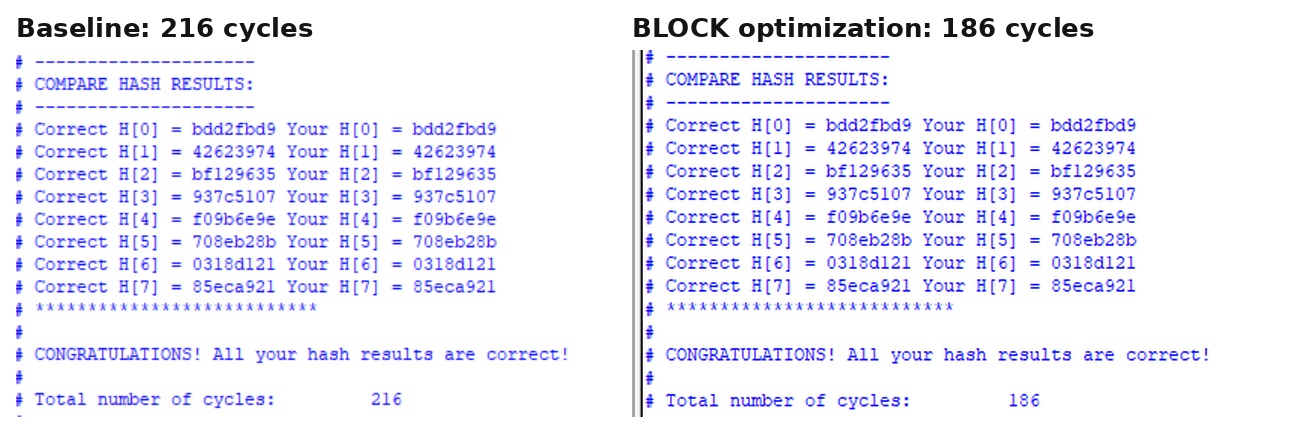 Baseline: 216 cycles
# ---------------------
# COMPARE HASH RESULTS:
# ---------------------
# Correct H[0] = bdd2fbd9 Your H[0] = bdd2fbd9
# Correct H[1] = 42623974 Your H[1] = 42623974
# Correct H[2] = bf129635 Your H[2] = bf129635
# Correct H[3] = 937c5107 Your H[3] = 937c5107
# Correct H[4] = f09b6e9e Your H[4] = f09b6e9e
# Correct H[5] = 708eb28b Your H[5] = 708eb28b
# Correct H[6] = 0318d121 Your H[6] = 0318d121
# Correct H[7] = 85eca921 Your H[7] = 85eca921
# ***************************
#
# CONGRATULATIONS! All your hash results are correct!
#
# Total number of cycles:         216
BLOCK optimization: 186 cycles
# ---------------------
# COMPARE HASH RESULTS:
# ---------------------
# Correct H[0] = bdd2fbd9 Your H[0] = bdd2fbd9
# Correct H[1] = 42623974 Your H[1] = 42623974
# Correct H[2] = bf129635 Your H[2] = bf129635
# Correct H[3] = 937c5107 Your H[3] = 937c5107
# Correct H[4] = f09b6e9e Your H[4] = f09b6e9e
# Correct H[5] = 708eb28b Your H[5] = 708eb28b
# Correct H[6] = 0318d121 Your H[6] = 0318d121
# Correct H[7] = 85eca921 Your H[7] = 85eca921
# ***************************
#
# CONGRATULATIONS! All your hash results are correct!
#
# Total number of cycles:         186